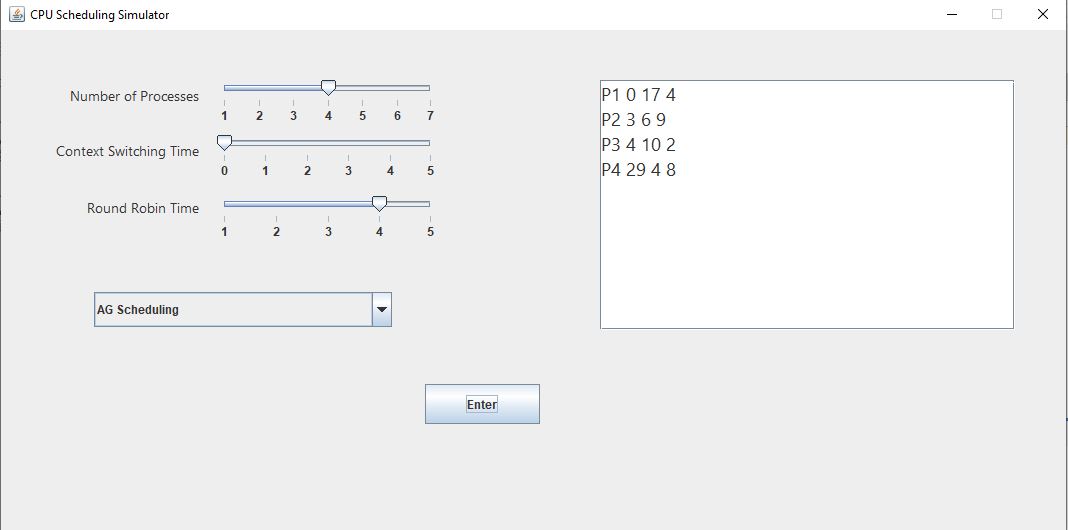 CPU Scheduling Simulator
Number of Processes
1 2 3 4 5 6 7
Context Switching Time
0 1 2 3 4 5
Round Robin Time
1 2 3 4 5
AG Scheduling
Enter
P1 0 17 4
P2 3 6 9
P3 4 10 2
P4 29 4 8